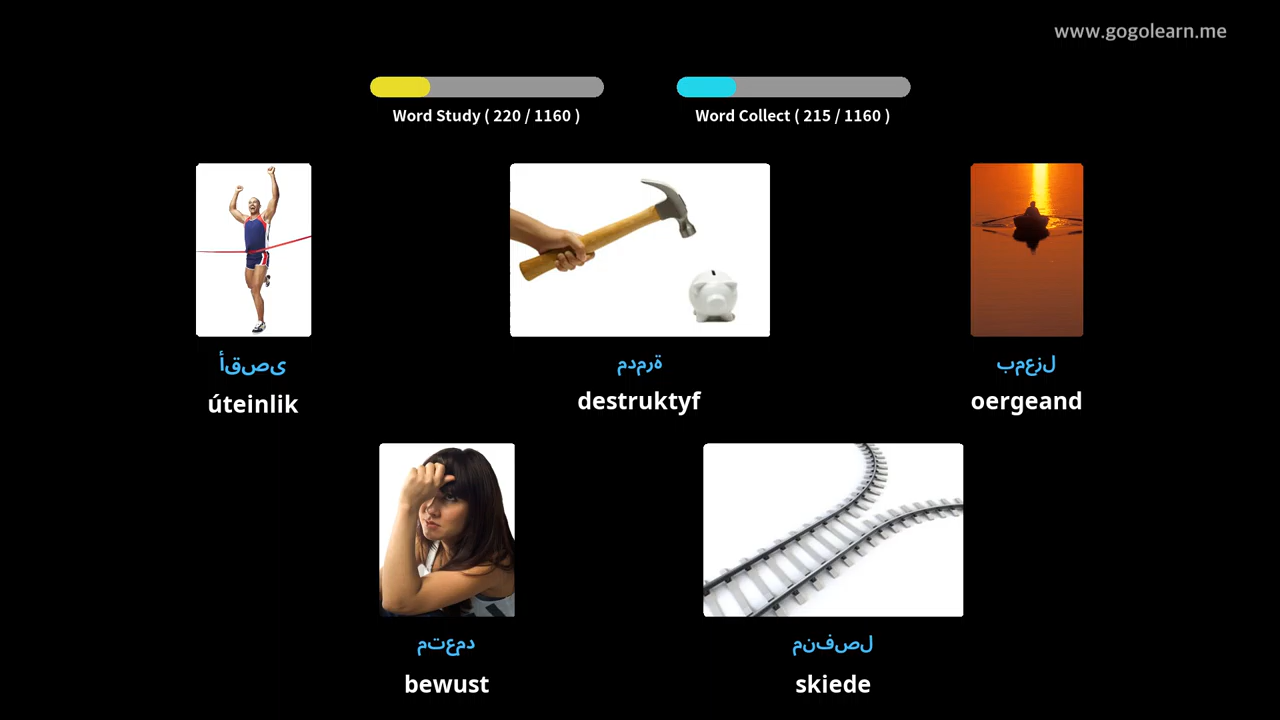 www.gogolearn.me
Word Study ( 220 / 1160 )
Word Collect ( 215 / 1160 )
أقصى
مدمرة
بمعزل
úteinlik
destruktyf
oergeand
متعمد
منفصل
bewust
skiede